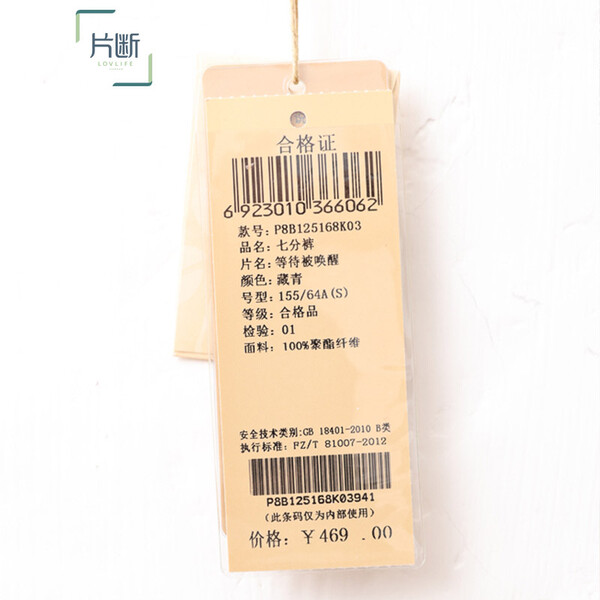 片断
LOVLIFE
合格证
6 923010 366062
款号: P8B125168K03
品名: 七分裤
片名: 等待被唤醒
颜色: 藏青
号型: 155/64A(S)
等级: 合格品
检验: 01
面料: 100%聚酯纤维
安全技术类别:GB 18401-2010 B类
执行标准: FZ/T 81007-2012
P8B125168K03941
(此条码仅为内部使用)
价格: ¥469 .00